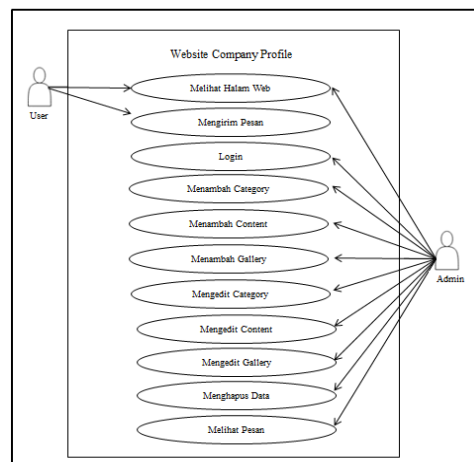 Website Company Profile
Melihat Halam Web
User
Mengirim Pesan
Login
Menambah Category
Menambah Content
Menambah Gallery
Admin
Mengedit Category
Mengedit Content
Mengedit Gallery
Menghapus Data
Melihat Pesan